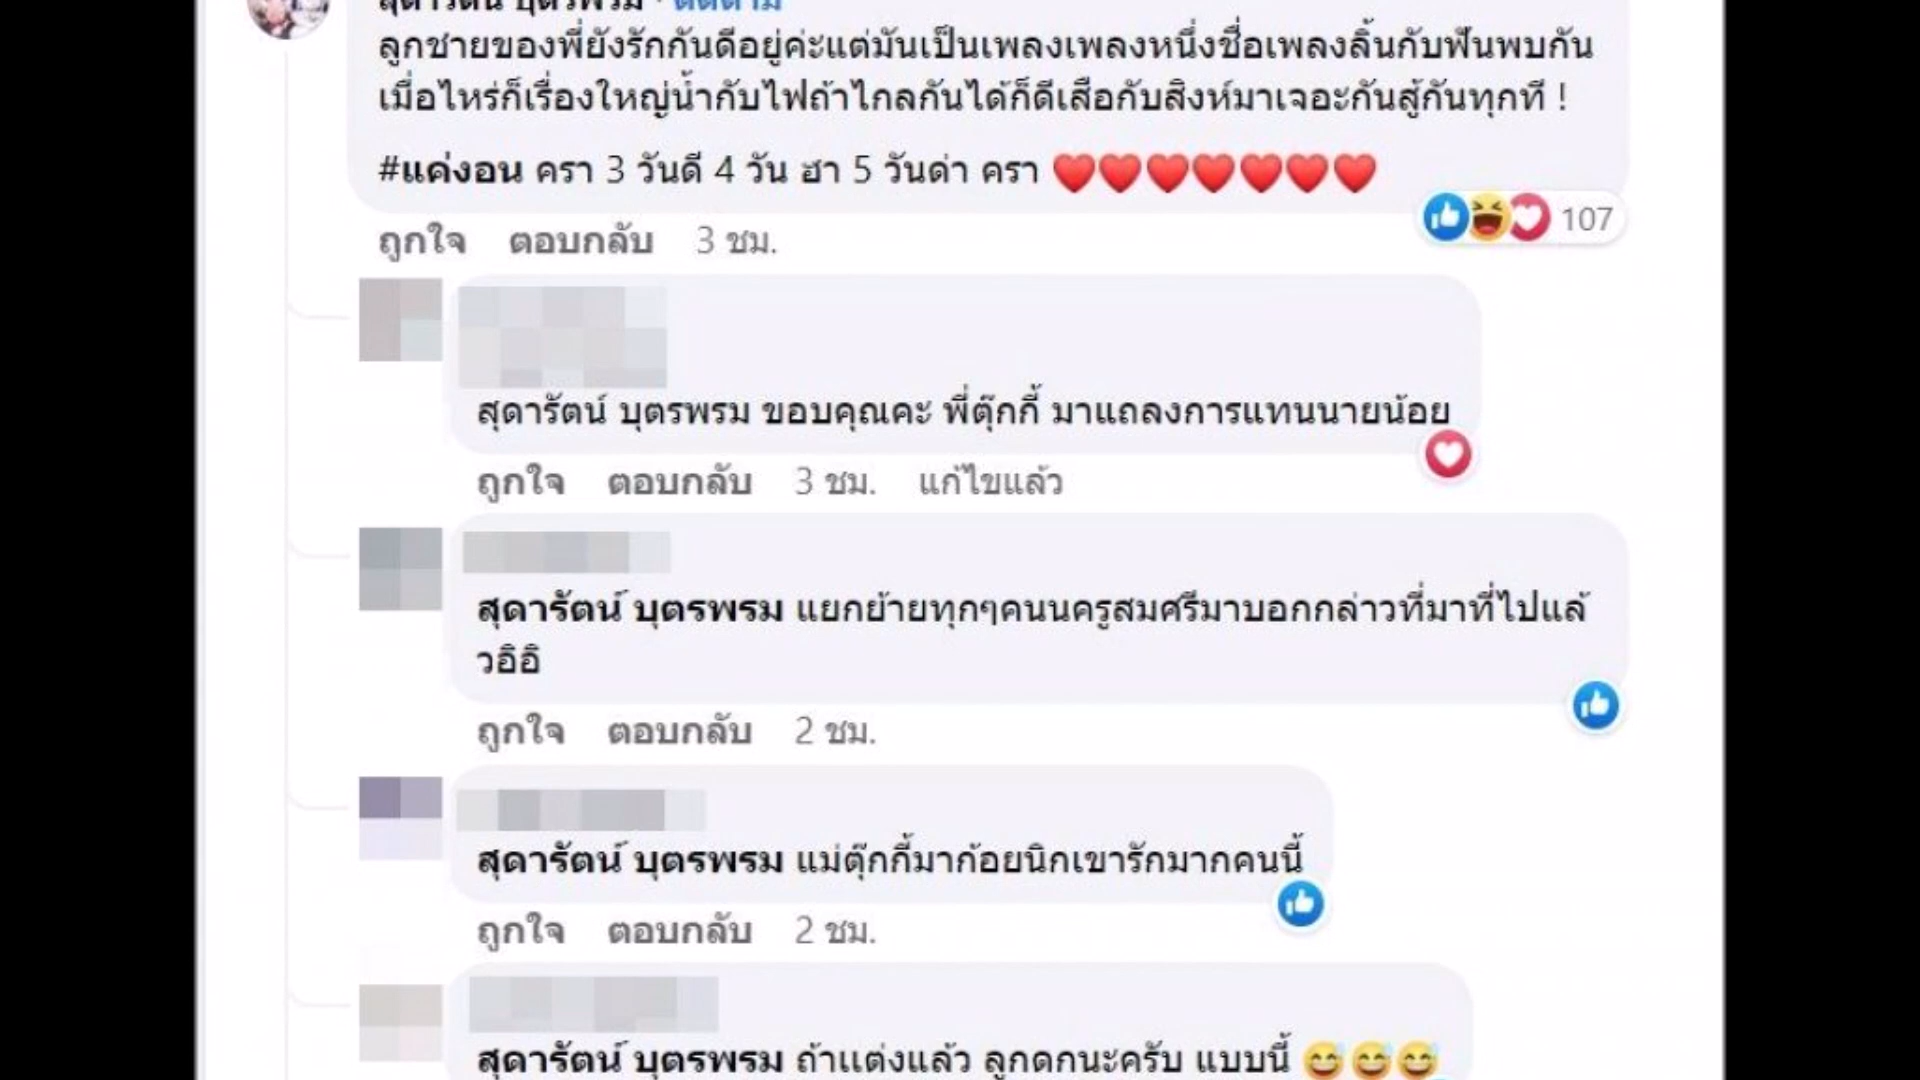 สุดารัตน์ บุตรพรม · ติดตาม
ลูกชายของพี่ยังรักกันดีอยู่ค่ะแต่มันเป็นเพลงเพลงหนึ่งชื่อเพลงลิ้นกับฟันพบกัน
เมื่อไหร่ก็เรื่องใหญ่น้ำกับไฟถ้าไกลกันได้ก็ดีเสือกับสิงห์มาเจอะกันสู้กันทุกที !
#แค่งอน ครา 3 วันดี 4 วัน ฮา 5 วันด่า ครา ❤️❤️❤️❤️❤️❤️❤️
107
ถูกใจ ตอบกลับ 3 ชม.
สุดารัตน์ บุตรพรม ขอบคุณคะ พี่ตุ๊กกี้ มาแถลงการแทนนายน้อย
ถูกใจ ตอบกลับ 3 ชม. แก้ไขแล้ว
สุดารัตน์ บุตรพรม แยกย้ายทุกๆคนนครูสมศรีมาบอกกล่าวที่มาที่ไปแล้
วอิอิ
ถูกใจ ตอบกลับ 2 ชม.
สุดารัตน์ บุตรพรม แม่ตุ๊กกี้มาก้อยนิกเขารักมากคนนี้
ถูกใจ ตอบกลับ 2 ชม.
สุดารัตน์ บุตรพรม ถ้าแต่งแล้ว ลูกดกนะครับ แบบนี้ 😅😅😅